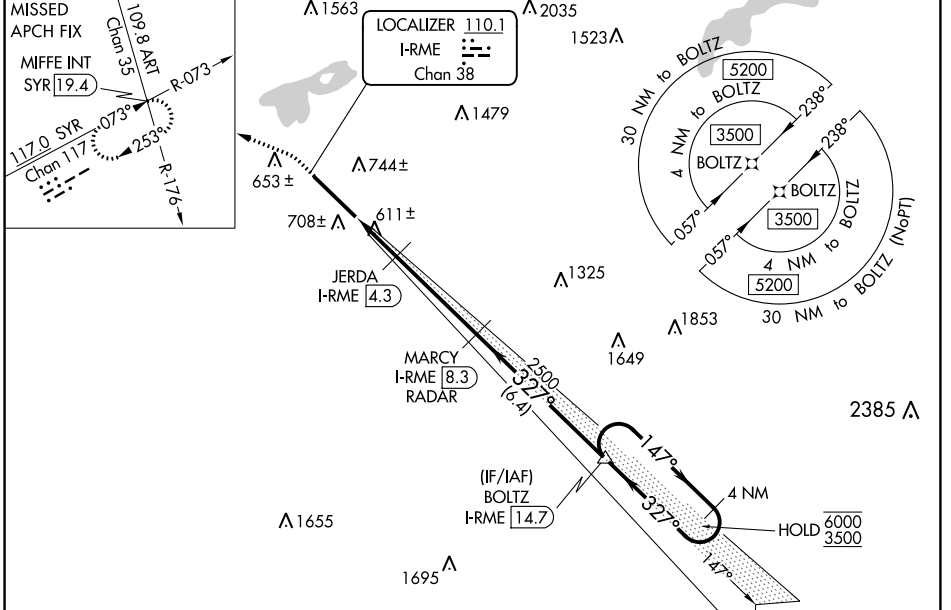 MISSED
APCH FIX
MIFFE INT
SYR 19.4
109.8 ART
Chan 35
R-073
073°
253°
117.0 SYR
Chan 117
R-176
1563
LOCALIZER 110.1
I-RME
Chan 38
2035
1523
1479
653 ±
744±
708±
611±
JERDA
I-RME 4.3
1325
1853
1649
MARCY
I-RME 8.3
RADAR
2500
327°
(6.4)
2385
30 NM to BOLTZ
5200
4 NM to BOLTZ
3500
238°
BOLTZ
057°
238°
BOLTZ
3500
057°
4 NM to BOLTZ
5200
30 NM to BOLTZ (NoPT)
(IF/IAF)
BOLTZ
I-RME 14.7
147°
327°
4 NM
HOLD 6000
3500
147°
1655
1695